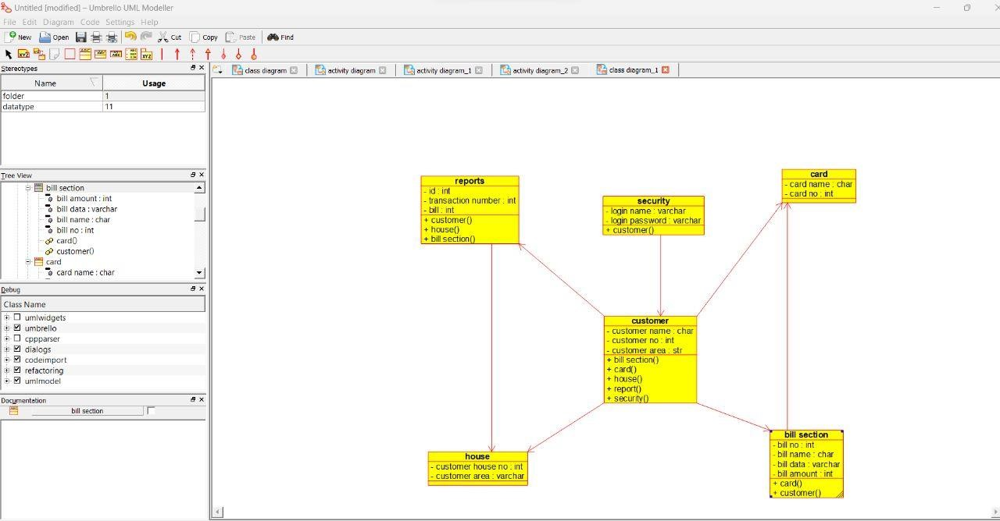 Untitled [modified] – Umbrello UML Modeller
File Edit Diagram Code Settings Help
New Open Cut Copy Paste Find
Stereotypes
Name Usage
folder 1
datatype 11
Tree View
bill section
bill amount : int
bill data : varchar
bill name : char
bill no : int
card()
customer()
card
card name : char
Debug
Class Name
umlwidgets
umbrello
cppparser
dialogs
codeimport
refactoring
umlmodel
Documentation
bill section
class diagram activity diagram activity diagram_1 activity diagram_2 class diagram_1
reports
- id : int
- transaction number : int
- bill : int
+ customer()
+ house()
+ bill section()
security
- login name : varchar
- login password : varchar
+ customer()
card
- card name : char
- card no : int
customer
- customer name : char
- customer no : int
- customer area : str
+ bill section()
+ card()
+ house()
+ report()
+ security()
house
- customer house no : int
- customer area : varchar
bill section
- bill no : int
- bill name : char
- bill data : varchar
- bill amount : int
+ card()
+ customer()